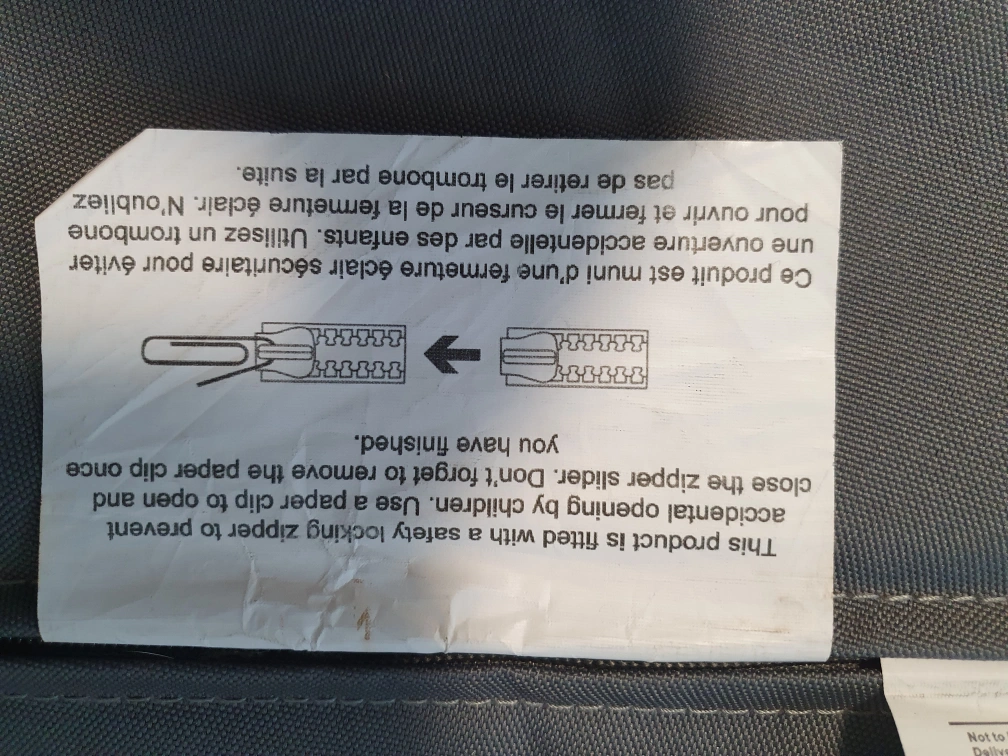 This product is fitted with a safety locking zipper to prevent
accidental opening by children. Use a paper clip to open and
close the zipper slider. Don't forget to remove the paper clip once
you have finished.
Ce produit est muni d'une fermeture éclair sécuritaire pour éviter
une ouverture accidentelle par des enfants. Utilisez un trombone
pour ouvrir et fermer le curseur de la fermeture éclair. N'oubliez
pas de retirer le trombone par la suite.
Not to